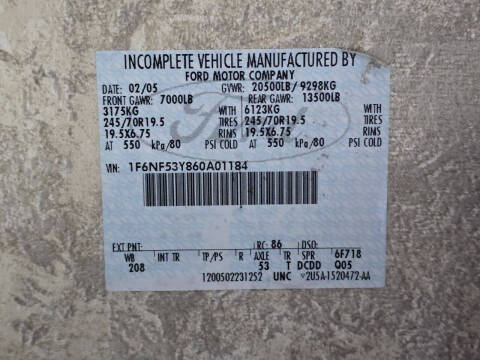 INCOMPLETE VEHICLE MANUFACTURED BY
FORD MOTOR COMPANY
DATE: 02/05 GVWR: 20500LB/ 9298KG
FRONT GAWR: 7000LB REAR GAWR: 13500LB
3175KG WITH 6123KG WITH
245/70R19.5 TIRES 245/70R19.5 TIRES
19.5X6.75 RIMS 19.5X6.75 RIMS
AT 550 kPa/80 PSI COLD AT 550 kPa/80 PSI COLD
VIN: 1F6NF53Y860A01184
EXT PNT: RC: 86 DSO:
WB INT TR TP/PS R AXLE TR SPR 6F718
208 53 T DCDD Q05
1200502231252 UNC 2U5A-1520472-AA